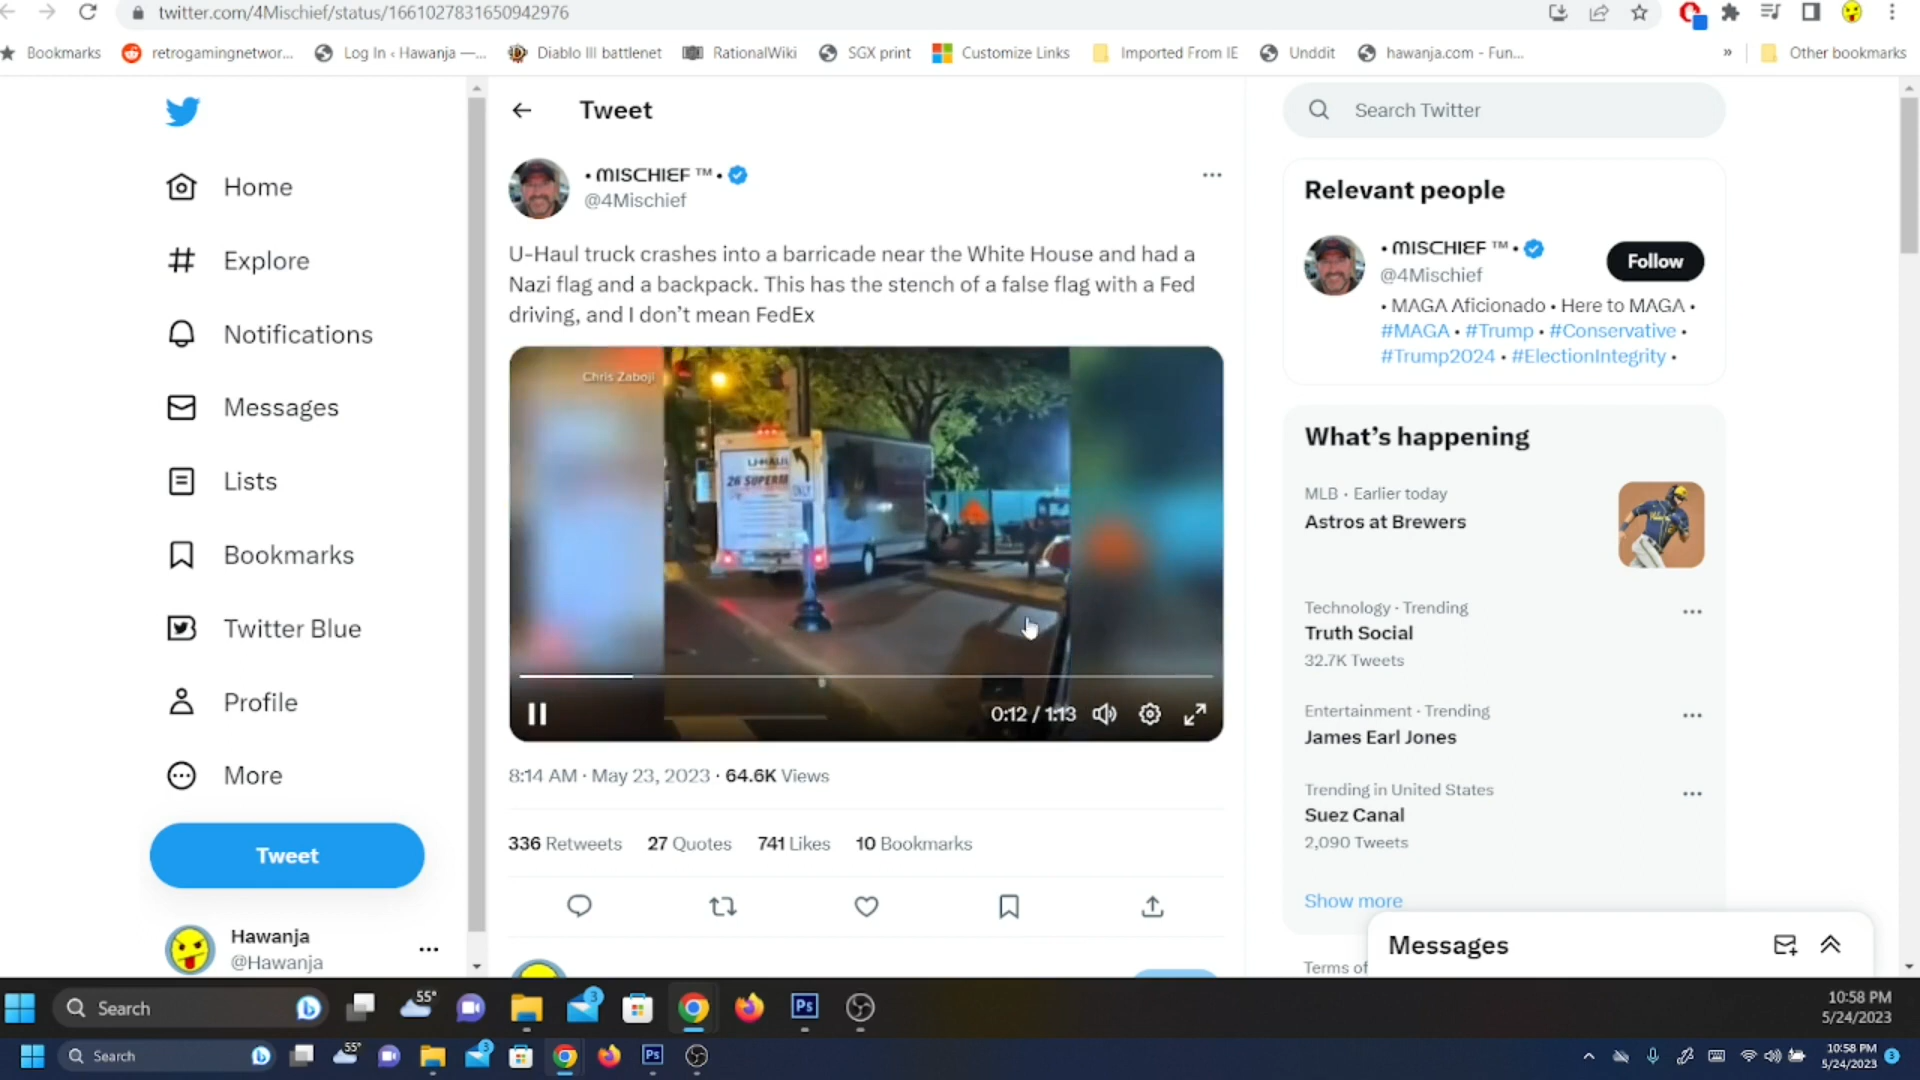 twitter.com/4Mischief/status/1661027831650942976
Bookmarks
retrogamingnetwor...
Log In ‹ Hawanja —...
Diablo III battlenet
RationalWiki
SGX print
Customize Links
Imported From IE
Unddit
hawanja.com - Fun...
»
Other bookmarks
Home
Explore
Notifications
Messages
Lists
Bookmarks
Twitter Blue
Profile
More
Tweet
Hawanja
@Hawanja
Tweet
• MISCHIEF ™ •
@4Mischief
U-Haul truck crashes into a barricade near the White House and had a
Nazi flag and a backpack. This has the stench of a false flag with a Fed
driving, and I don’t mean FedEx
Chris Zaboji
U-HAUL
26' SUPERM
ONLY
0:12 / 1:13
8:14 AM · May 23, 2023 · 64.6K Views
336 Retweets 27 Quotes 741 Likes 10 Bookmarks
Search Twitter
Relevant people
• MISCHIEF ™ •
@4Mischief
Follow
• MAGA Aficionado • Here to MAGA •
#MAGA • #Trump • #Conservative •
#Trump2024 • #ElectionIntegrity •
What’s happening
MLB · Earlier today
Astros at Brewers
Technology · Trending
Truth Social
32.7K Tweets
Entertainment · Trending
James Earl Jones
Trending in United States
Suez Canal
2,090 Tweets
Show more
Messages
Terms of
Search
55°
3
Ps
10:58 PM
5/24/2023
Search
55°
3
Ps
10:58 PM
5/24/2023
3